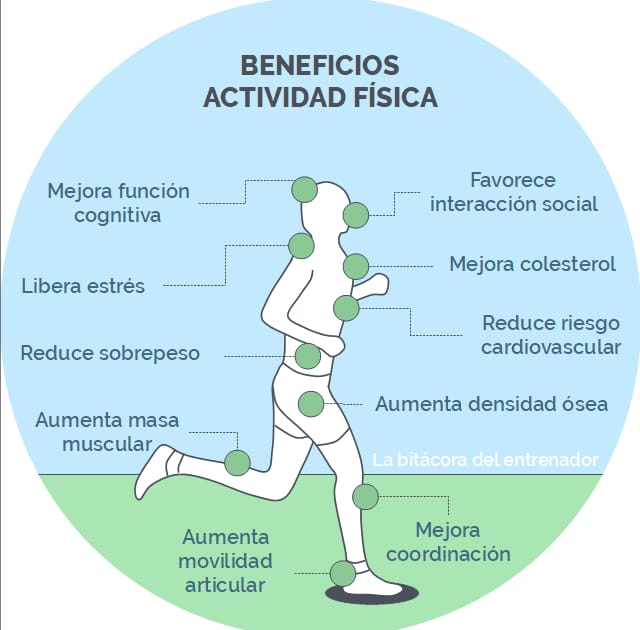 BENEFICIOS
ACTIVIDAD FÍSICA
Mejora función
cognitiva
Favorece
interacción social
Libera estrés
Mejora colesterol
Reduce sobrepeso
Reduce riesgo
cardiovascular
Aumenta masa
muscular
Aumenta densidad ósea
La bitácora del entrenador
Aumenta
movilidad
articular
Mejora
coordinación